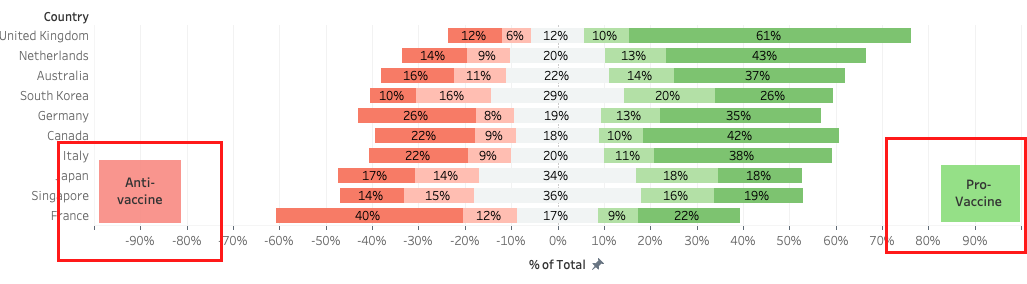 Country
United Kingdom 12% 6% 12% 10% 61%
Netherlands 14% 9% 20% 13% 43%
Australia 16% 11% 22% 14% 37%
South Korea 10% 16% 29% 20% 26%
Germany 26% 8% 19% 13% 35%
Canada 22% 9% 18% 10% 42%
Italy 22% 9% 20% 11% 38%
Japan 17% 31% 14% 34% 18% 18%
Singapore 14% 15% 36% 16% 19%
France 40% 12% 17% 9% 22%
Anti-
vaccine
Pro-
Vaccine
-90% -80% -70% -60% -50% -40% -30% -20% -10% 0% 10% 20% 30% 40% 50% 60% 70% 80% 90%
% of Total